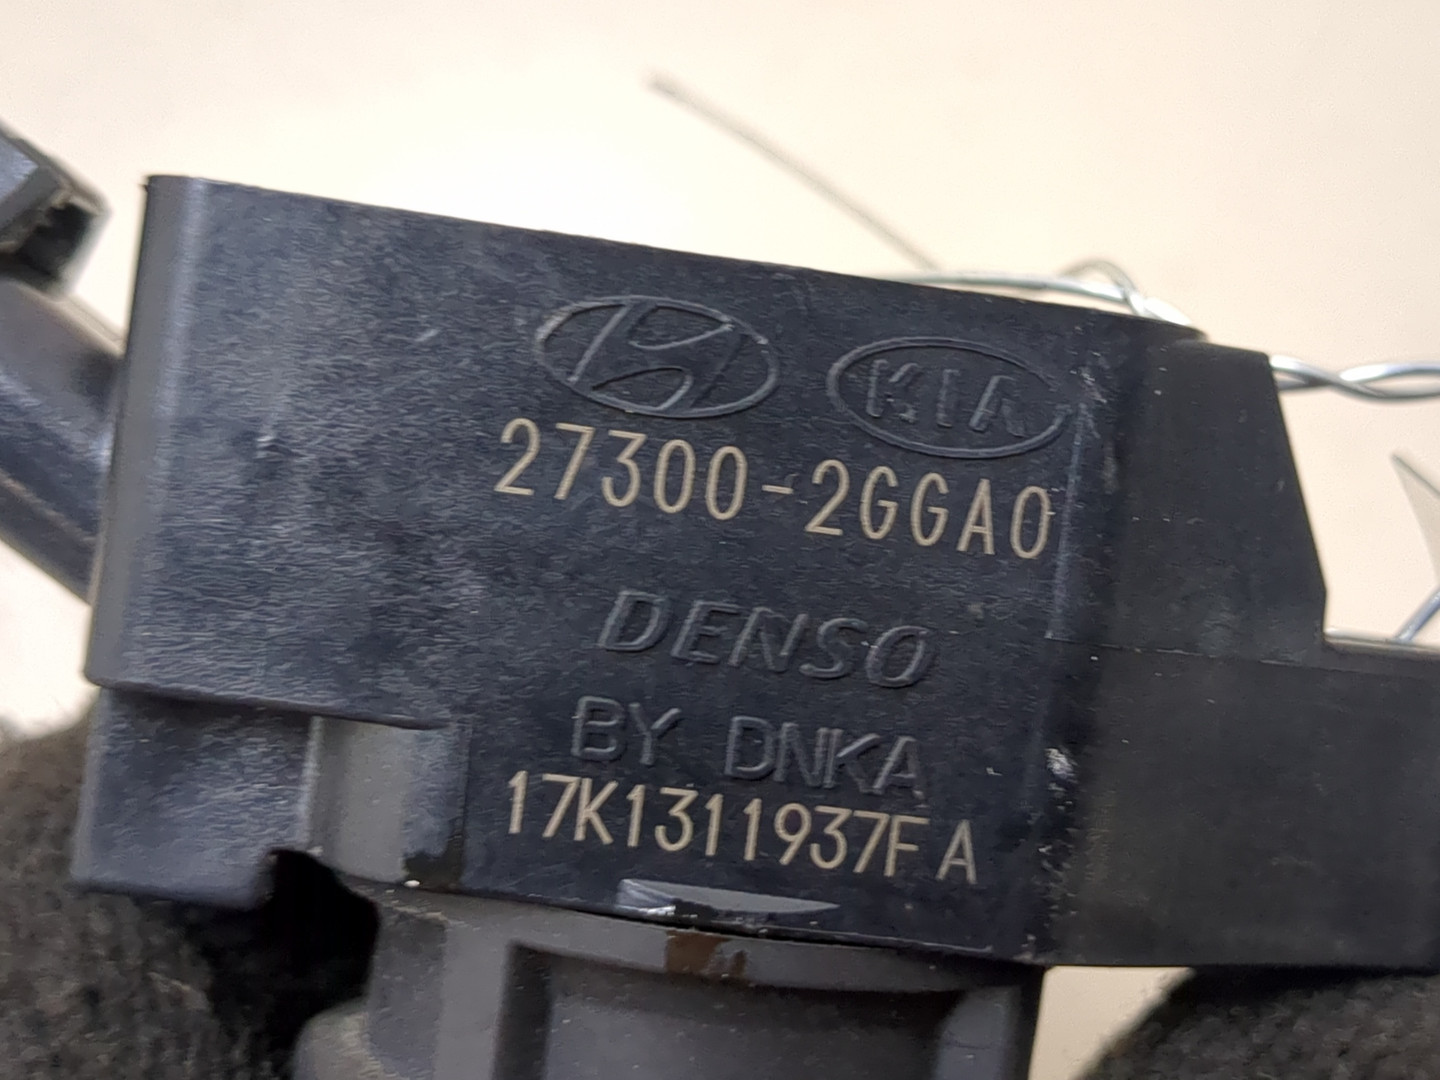 KIA
27300-2GGA0
DENSO
BY DNKA
17K1311937FA